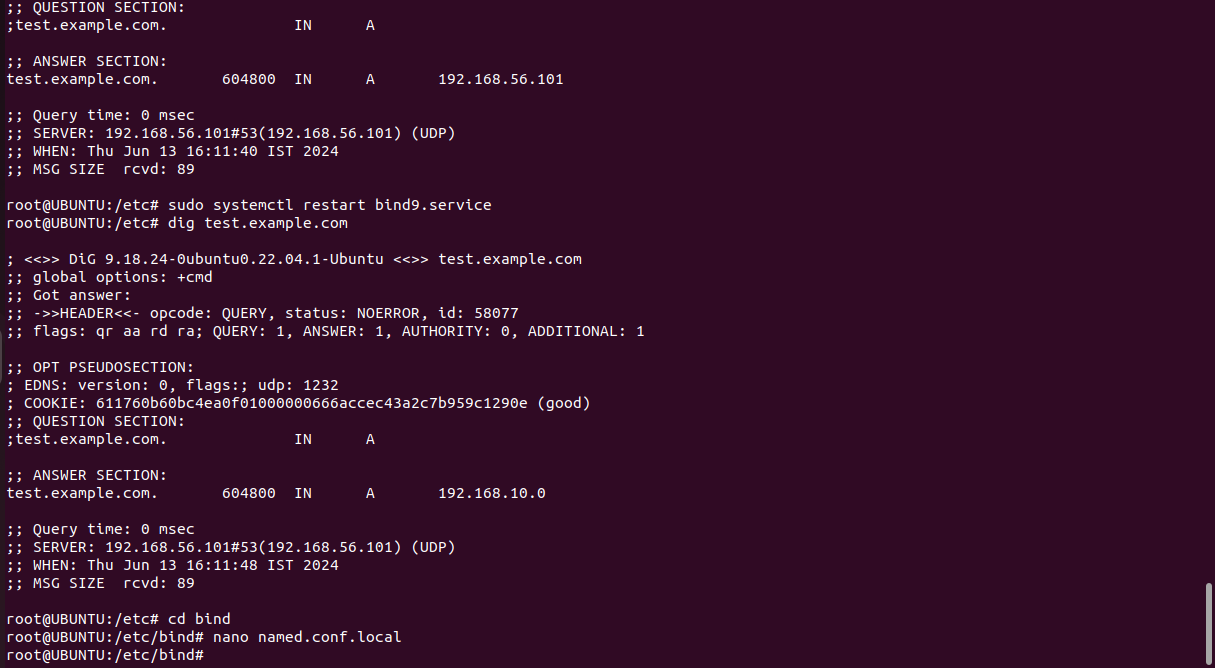 ;; QUESTION SECTION:
;test.example.com.              IN      A
;; ANSWER SECTION:
test.example.com.       604800  IN      A       192.168.56.101
;; Query time: 0 msec
;; SERVER: 192.168.56.101#53(192.168.56.101) (UDP)
;; WHEN: Thu Jun 13 16:11:40 IST 2024
;; MSG SIZE  rcvd: 89
root@UBUNTU:/etc# sudo systemctl restart bind9.service
root@UBUNTU:/etc# dig test.example.com
; <<>> DiG 9.18.24-0ubuntu0.22.04.1-Ubuntu <<>> test.example.com
;; global options: +cmd
;; Got answer:
;; ->>HEADER<<- opcode: QUERY, status: NOERROR, id: 58077
;; flags: qr aa rd ra; QUERY: 1, ANSWER: 1, AUTHORITY: 0, ADDITIONAL: 1
;; OPT PSEUDOSECTION:
; EDNS: version: 0, flags:; udp: 1232
; COOKIE: 611760b60bc4ea0f01000000666accec43a2c7b959c1290e (good)
;; QUESTION SECTION:
;test.example.com.              IN      A
;; ANSWER SECTION:
test.example.com.       604800  IN      A       192.168.10.0
;; Query time: 0 msec
;; SERVER: 192.168.56.101#53(192.168.56.101) (UDP)
;; WHEN: Thu Jun 13 16:11:48 IST 2024
;; MSG SIZE  rcvd: 89
root@UBUNTU:/etc# cd bind
root@UBUNTU:/etc/bind# nano named.conf.local
root@UBUNTU:/etc/bind#